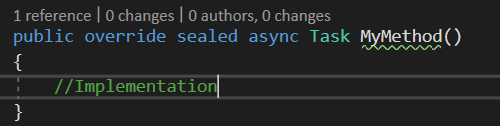 1 reference | 0 changes | 0 authors, 0 changes
public override sealed async Task MyMethod()
{
//Implementation
}